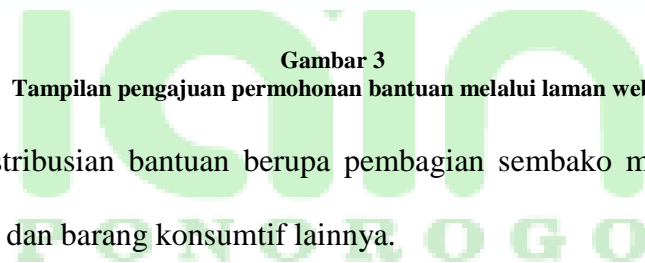 Gambar 3
Tampilan pengajuan permohonan bantuan melalui laman web
stribusian bantuan berupa pembagian sembako m
dan barang konsumtif lainnya.
iain
PONOROGO